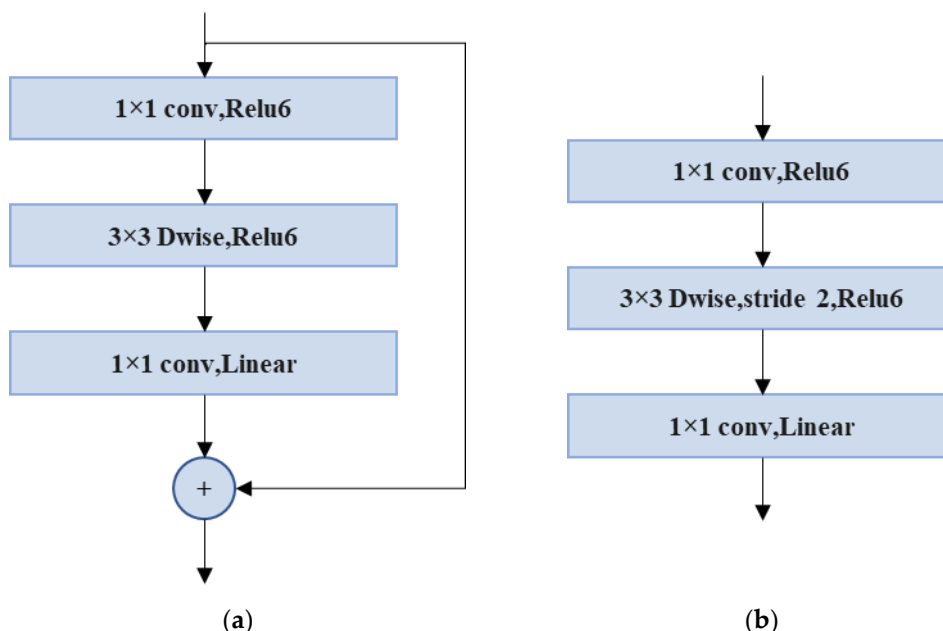 1×1 conv,Relu6
3×3 Dwise,Relu6
1×1 conv,Linear
+
(a)
1×1 conv,Relu6
3×3 Dwise,stride 2,Relu6
1×1 conv,Linear
(b)